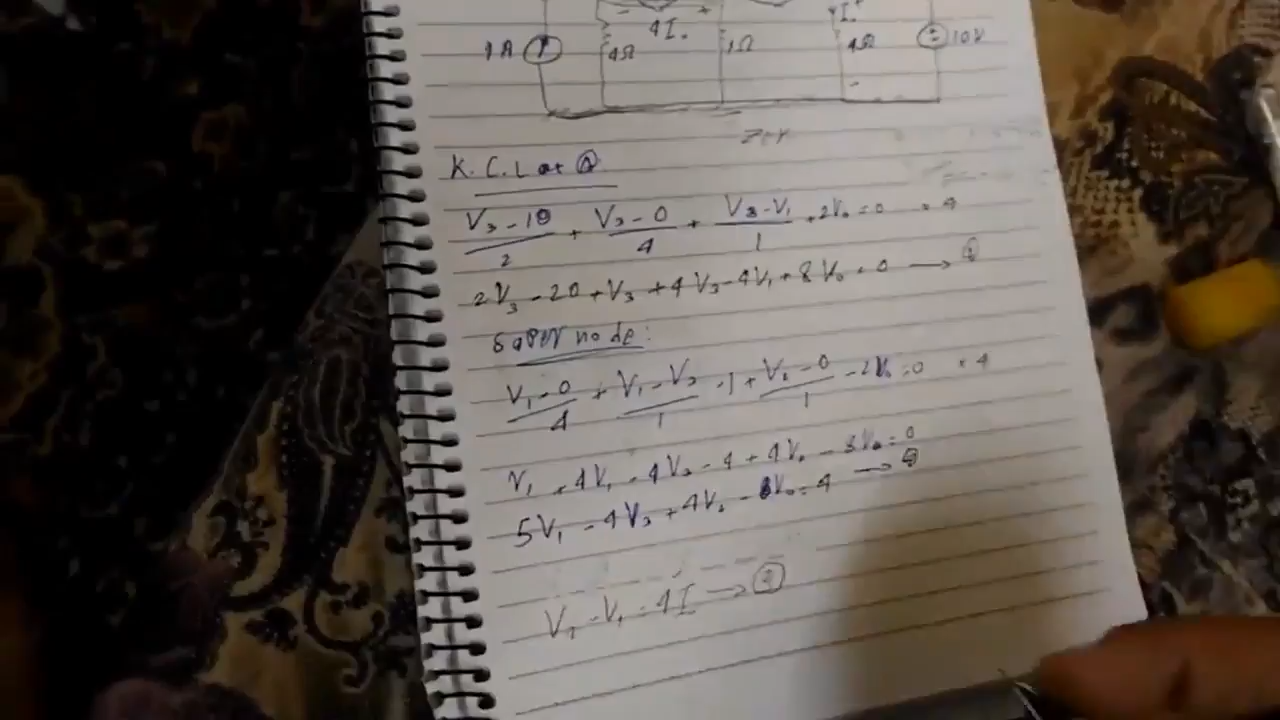 - 4I₀ + I₀ +
1A 4Ω 1Ω 4Ω 10V
K.C.L at ③
V₃-10/2 + V₃-0/4 + V₃-V₁/1 + 2V₀ = 0 × 4
2V₃ - 20 + V₃ + 4V₃ - 4V₁ + 8V₀ = 0 → ①
Super node:
V₁-0/4 + V₁-V₃/1 - 1 + V₂-0/1 - 2V₀ = 0 × 4
V₁ + 4V₁ - 4V₃ - 4 + 4V₂ - 8V₀ = 0
5V₁ - 4V₃ + 4V₂ - 8V₀ = 4 → ②
V₂ - V₁ = 4I → ③